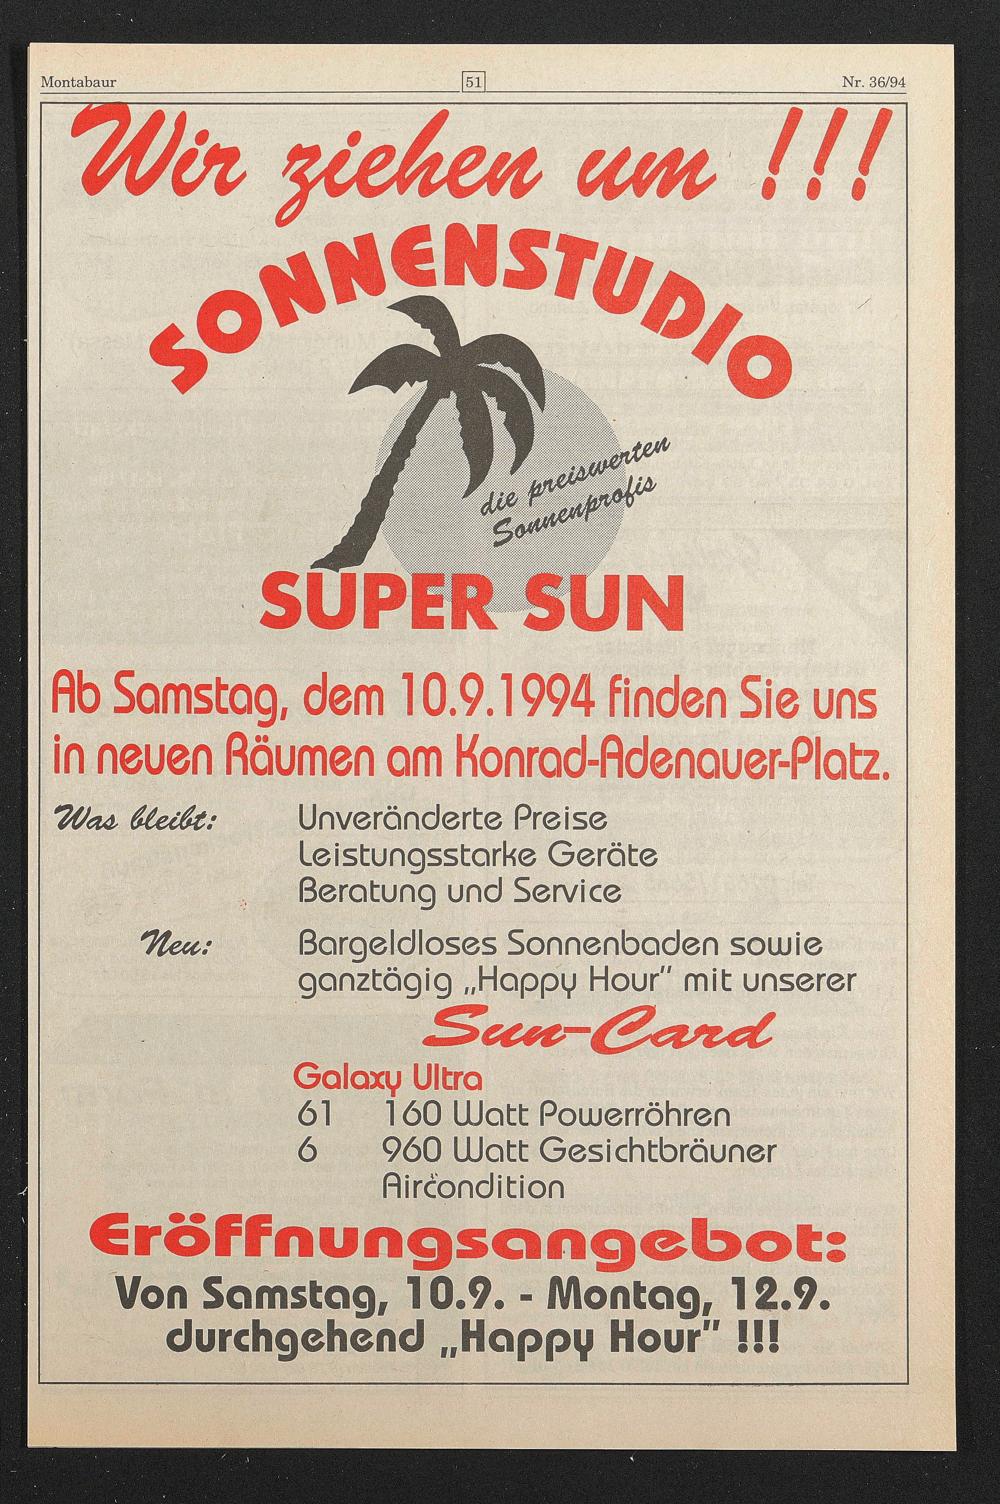 Montabaur 51 Nr. 36/94
Wir ziehen um !!!
SONNENSTUDIO
die preiswerten
Sonnenprofis
SUPER SUN
Ab Samstag, dem 10.9.1994 finden Sie uns
in neuen Räumen am Konrad-Adenauer-Platz.
Was bleibt: Unveränderte Preise
Leistungsstarke Geräte
Beratung und Service
Neu: Bargeldloses Sonnenbaden sowie
ganztägig „Happy Hour" mit unserer
Sun-Card
Galaxy Ultra
61 160 Watt Powerröhren
6 960 Watt Gesichtbräuner
Aircondition
Eröffnungsangebot:
Von Samstag, 10.9. - Montag, 12.9.
durchgehend „Happy Hour" !!!